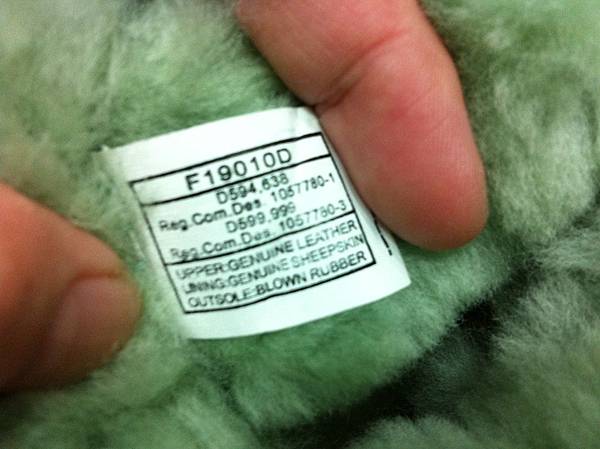 F19010D
D594,638
Reg.Com.Des. 1057780-1
D599,999
Reg.Com.Des. 1057780-3
UPPER:GENUINE LEATHER
LINING:GENUINE SHEEPSKIN
OUTSOLE:BLOWN RUBBER